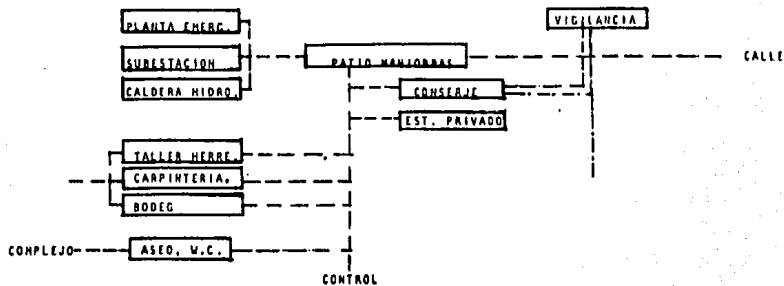 PLANTA EMERG.
VIGILANCIA
SUBESTACION
PATIO MANIOBRAS
CALLE
CALDERA HIDRO.
CONSERJE
EST. PRIVADO
TALLER HERRE.
CARPINTERIA.
BODEG
COMPLEJO
ASEO, W.C.
CONTROL